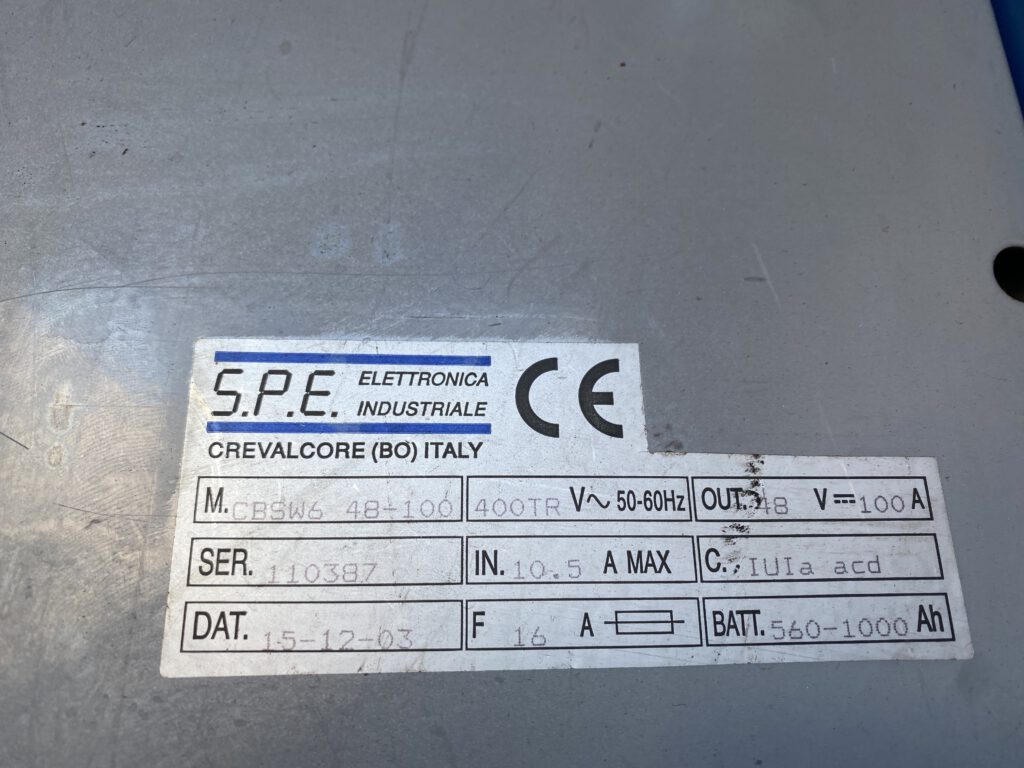 S.P.E. ELETTRONICA INDUSTRIALE
CE
CREVALCORE (BO) ITALY
M. CBSW6 48-100 400TR V~ 50-60Hz OUT. 48 V⎓ 100 A
SER. 110387 IN. 10.5 A MAX C. IUIa acd
DAT. 15-12-03 F 16 A BATT. 560-1000 Ah